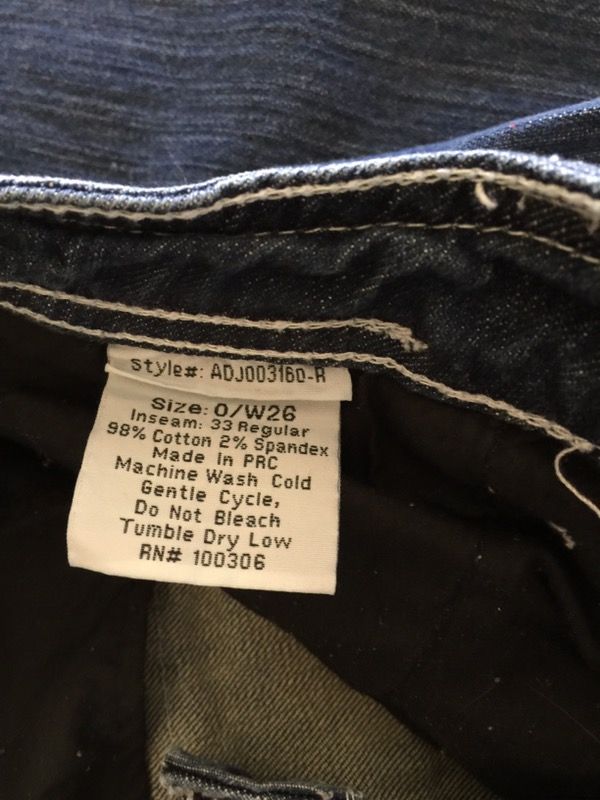 Style#: ADJ003160-R
Size: 0/W26
Inseam: 33 Regular
98% Cotton 2% Spandex
Made in PRC
Machine Wash Cold
Gentle Cycle,
Do Not Bleach
Tumble Dry Low
RN# 100306